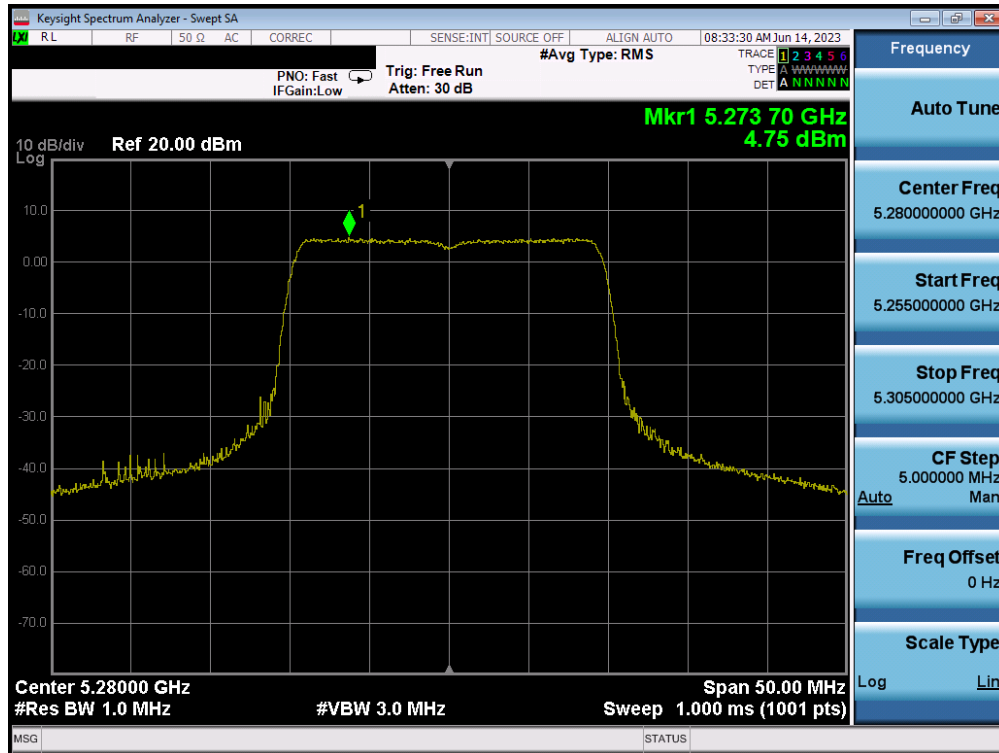 Keysight Spectrum Analyzer - Swept SA
LXI RL RF 50 Ω AC CORREC SENSE:INT SOURCE OFF ALIGN AUTO 08:33:30 AM Jun 14, 2023
#Avg Type: RMS
TRACE 1 2 3 4 5 6
TYPE A WWWWW
DET A N N N N N
PNO: Fast
IFGain:Low
Trig: Free Run
Atten: 30 dB
Mkr1 5.273 70 GHz
4.75 dBm
10 dB/div
Log
Ref 20.00 dBm
1
10.0
0.00
-10.0
-20.0
-30.0
-40.0
-50.0
-60.0
-70.0
Center 5.28000 GHz
Span 50.00 MHz
#Res BW 1.0 MHz
#VBW 3.0 MHz
Sweep 1.000 ms (1001 pts)
MSG
STATUS
Frequency
Auto Tune
Center Freq
5.280000000 GHz
Start Freq
5.255000000 GHz
Stop Freq
5.305000000 GHz
CF Step
5.000000 MHz
Auto Man
Freq Offset
0 Hz
Scale Type
Log Lin